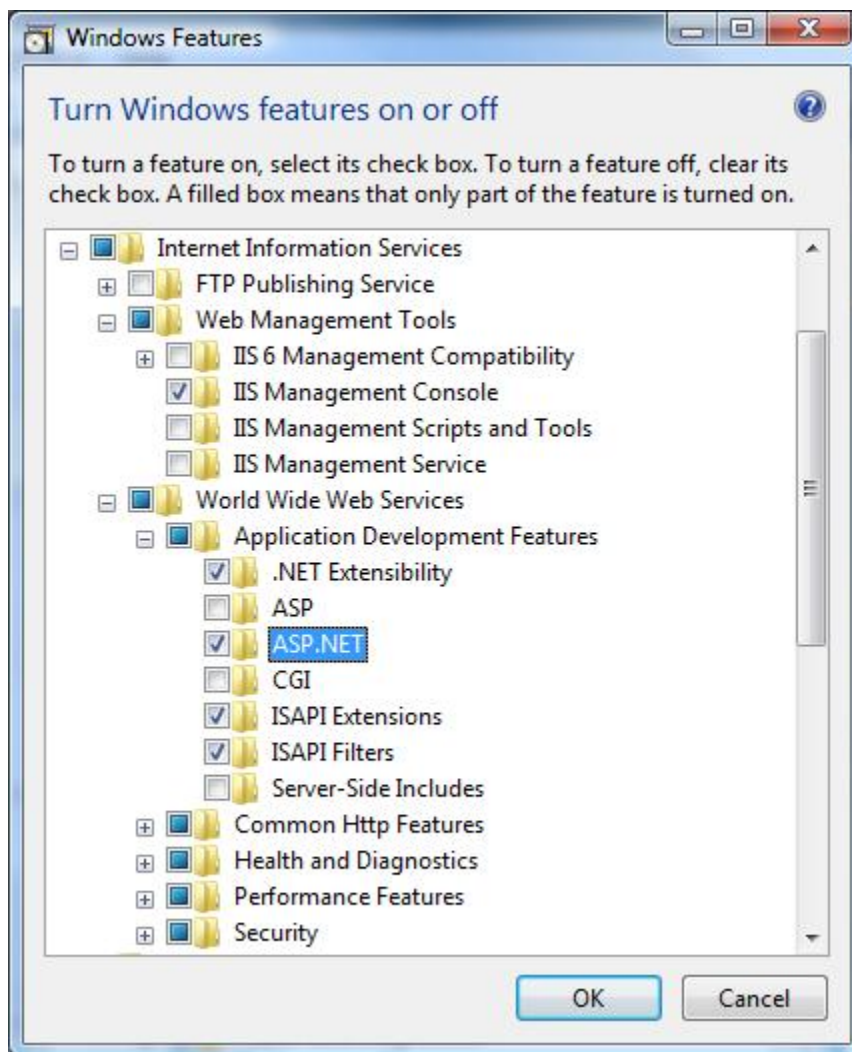 Windows Features
Turn Windows features on or off
To turn a feature on, select its check box. To turn a feature off, clear its
check box. A filled box means that only part of the feature is turned on.
Internet Information Services
FTP Publishing Service
Web Management Tools
IIS 6 Management Compatibility
IIS Management Console
IIS Management Scripts and Tools
IIS Management Service
World Wide Web Services
Application Development Features
.NET Extensibility
ASP
ASP.NET
CGI
ISAPI Extensions
ISAPI Filters
Server-Side Includes
Common Http Features
Health and Diagnostics
Performance Features
Security
OK Cancel